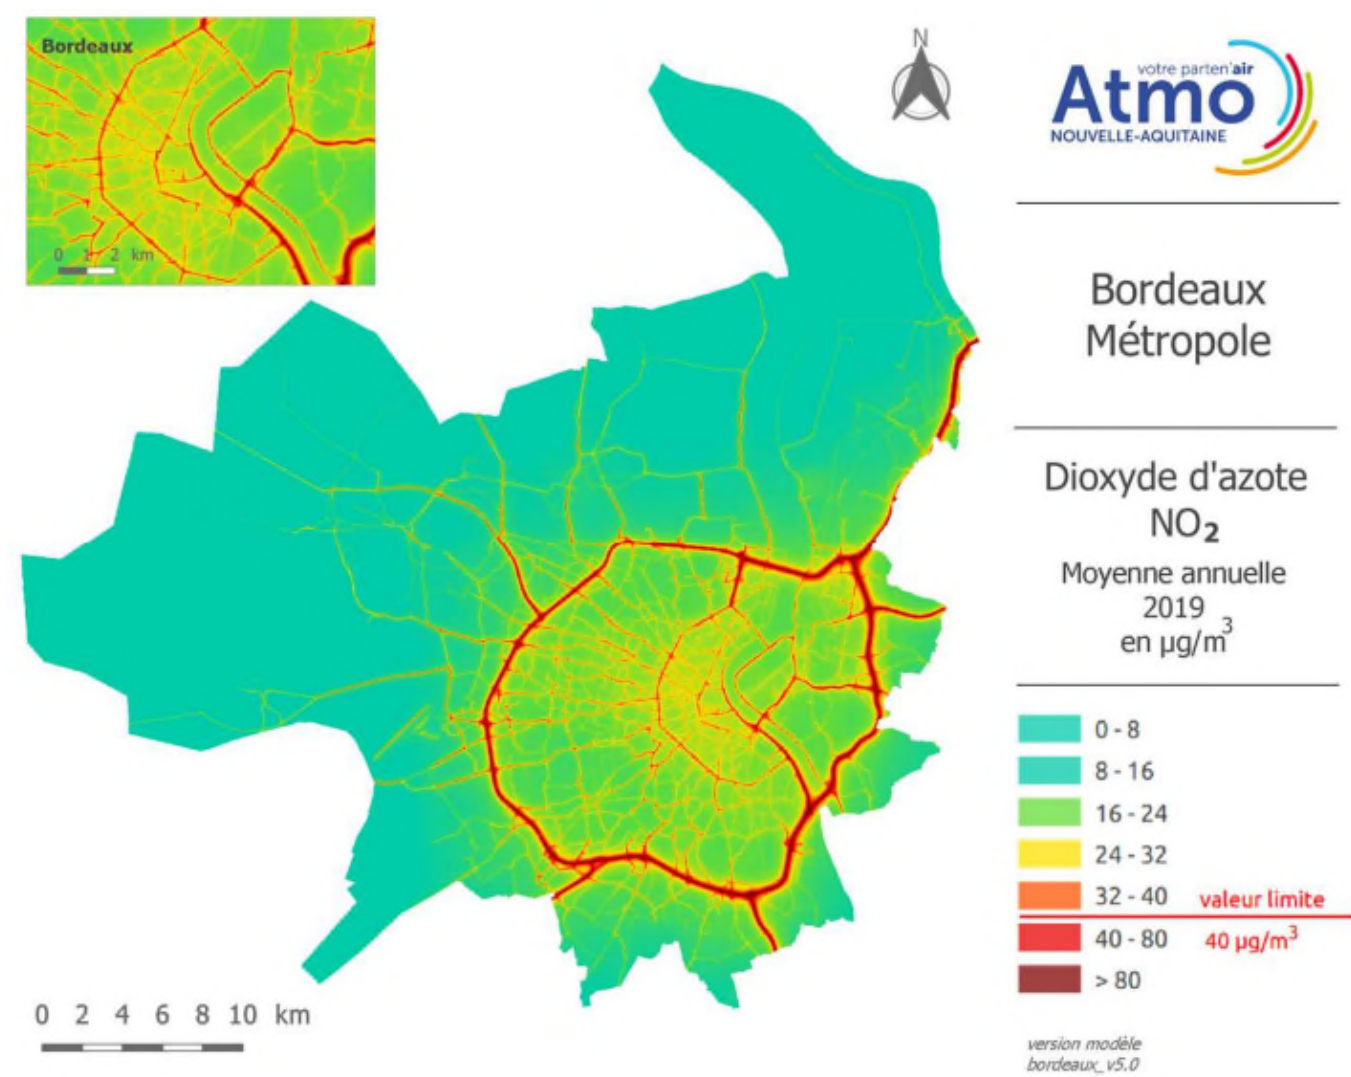 Bordeaux
0 1 2 km
N
votre parten'air
Atmo
NOUVELLE-AQUITAINE
Bordeaux
Métropole
Dioxyde d'azote
NO₂
Moyenne annuelle
2019
en µg/m³
0 - 8
8 - 16
16 - 24
24 - 32
32 - 40 valeur limite
40 - 80 40 µg/m³
> 80
0 2 4 6 8 10 km
version modèle
bordeaux_v5.0